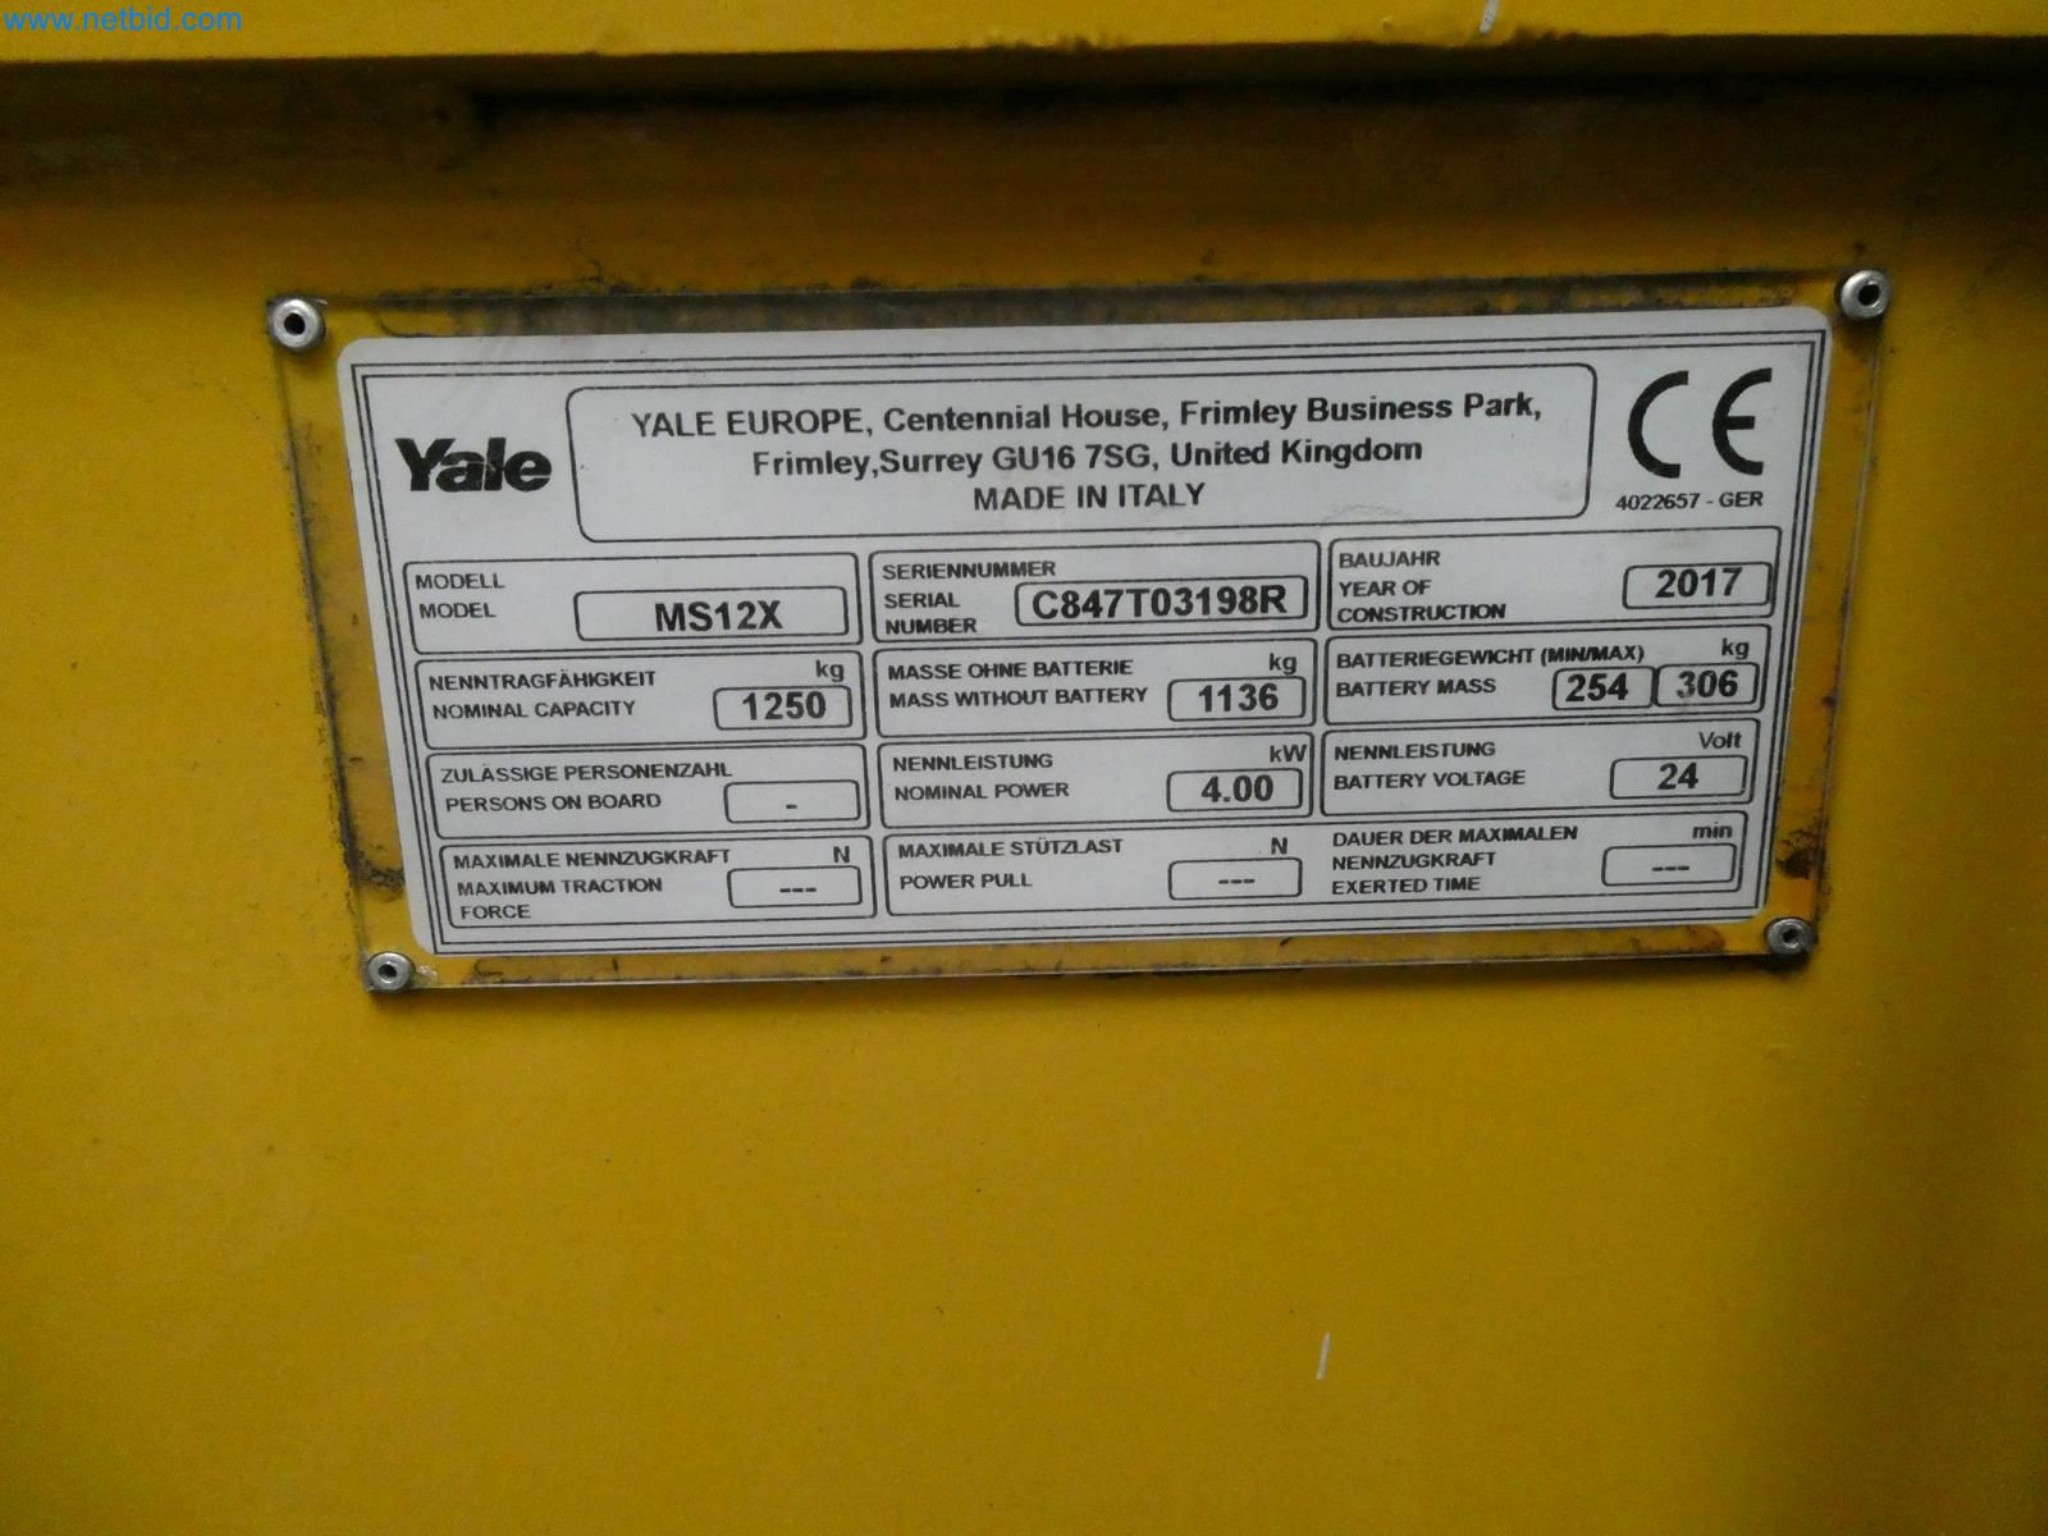 www.netbid.com
Yale
YALE EUROPE, Centennial House, Frimley Business Park,
Frimley,Surrey GU16 7SG, United Kingdom
MADE IN ITALY
CE
4022657 - GER
MODELL
MODEL
MS12X
SERIENNUMMER
SERIAL
NUMBER
C847T03198R
BAUJAHR
YEAR OF
CONSTRUCTION
2017
NENNTRAGFÄHIGKEIT kg
NOMINAL CAPACITY 1250
MASSE OHNE BATTERIE kg
MASS WITHOUT BATTERY 1136
BATTERIEGEWICHT (MIN/MAX) kg
BATTERY MASS 254 306
ZULÄSSIGE PERSONENZAHL
PERSONS ON BOARD -
NENNLEISTUNG kW
NOMINAL POWER 4.00
NENNLEISTUNG Volt
BATTERY VOLTAGE 24
MAXIMALE NENNZUGKRAFT N
MAXIMUM TRACTION ---
FORCE
MAXIMALE STÜTZLAST N
POWER PULL ---
DAUER DER MAXIMALEN min
NENNZUGKRAFT ---
EXERTED TIME